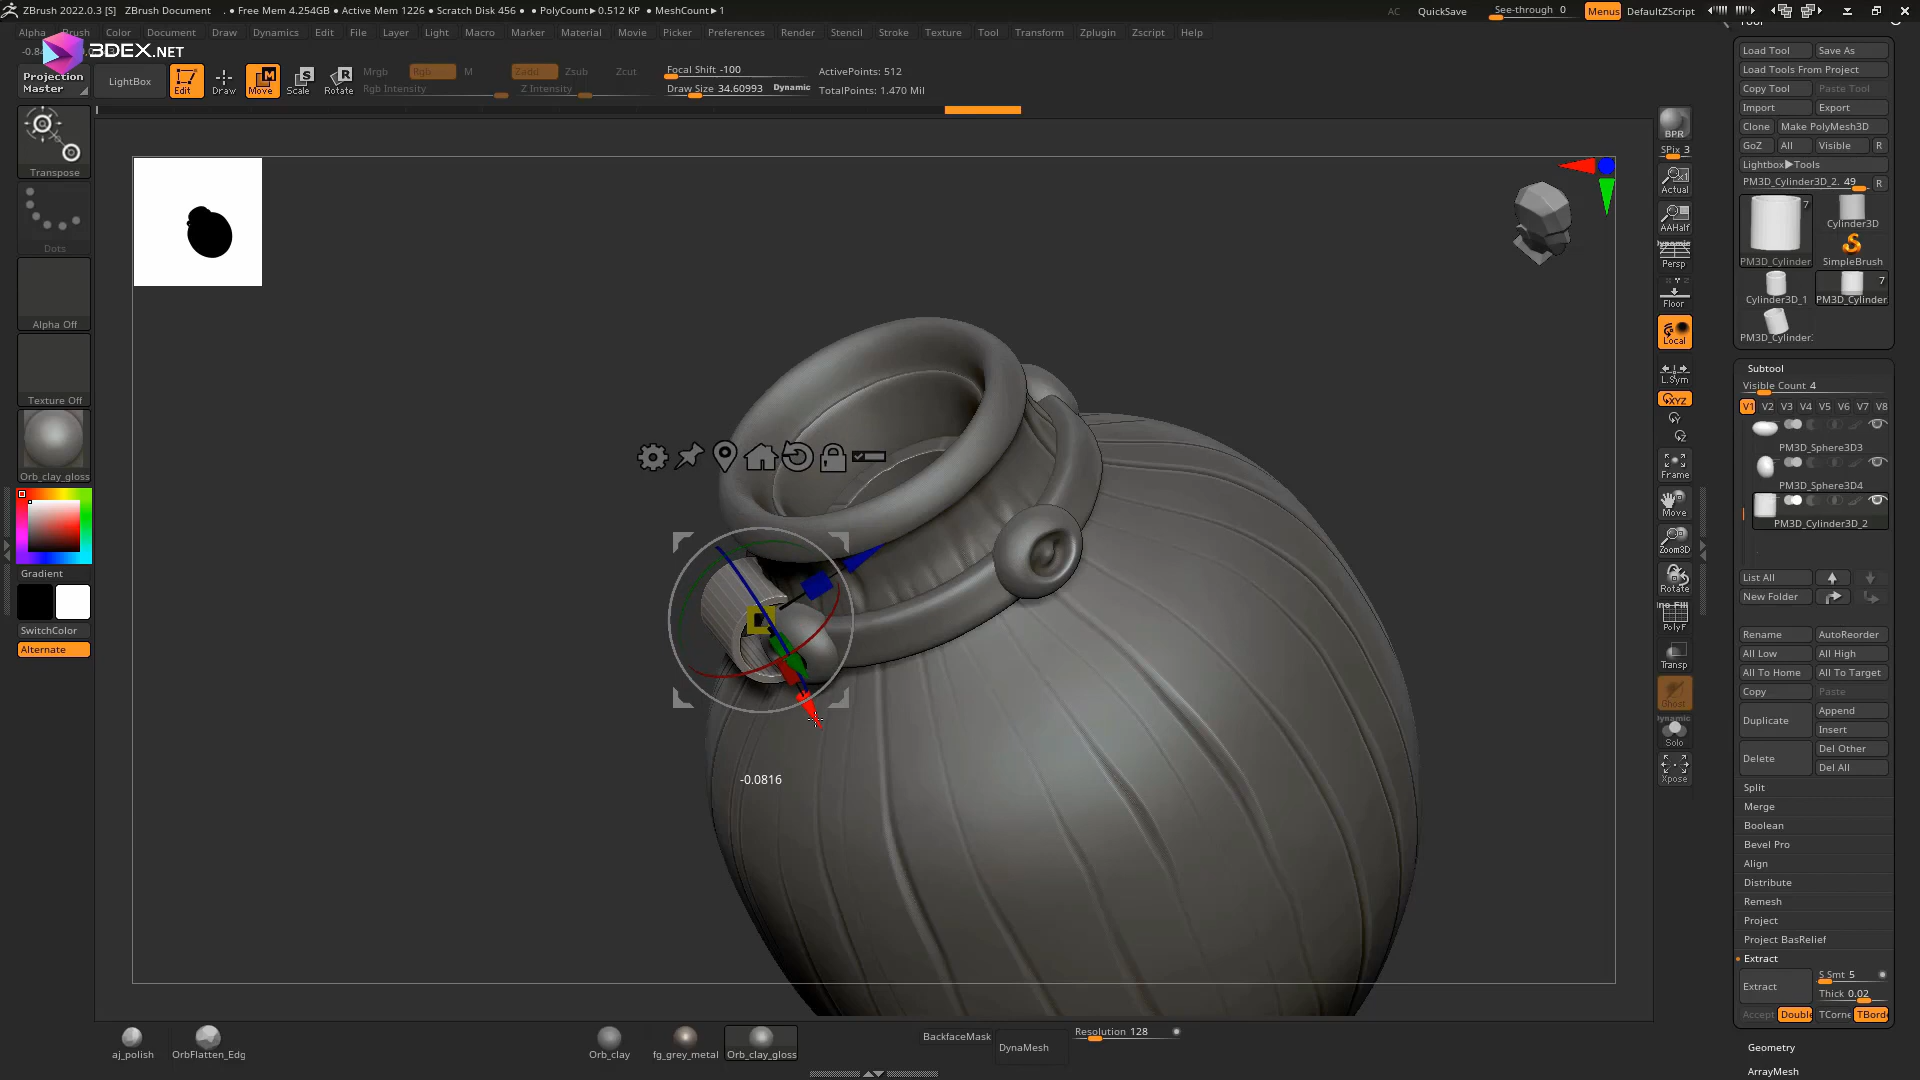 ZBrush 2022.0.3 [S] ZBrush Document . • Free Mem 4.254GB • Active Mem 1226 • Scratch Disk 456 • • PolyCount► 0.512 KP • MeshCount► 1 AC QuickSave See-through 0 Menus DefaultZScript
Alpha Brush Color Document Draw Dynamics Edit File Layer Light Macro Marker Material Movie Picker Preferences Render Stencil Stroke Texture Tool Transform Zplugin Zscript Help
3DEX.NET
Projection
Master
LightBox
Edit Draw Move Scale Rotate
Mrgb Rgb M
Rgb Intensity
Zadd Zsub Zcut
Z Intensity
Focal Shift -100
Draw Size 34.60993 Dynamic
ActivePoints: 512
TotalPoints: 1.470 Mil
Transpose
Dots
Alpha Off
Texture Off
Orb_clay_gloss
Gradient
SwitchColor
Alternate
-0.0816
BPR
SPix 3
Actual
AAHalf
Dynamic
Persp
Floor
Local
L.Sym
XYZ
Frame
Move
Zoom3D
Rotate
PolyF
Transp
Ghost
Dynamic
Solo
Xpose
Load Tool Save As
Load Tools From Project
Copy Tool Paste Tool
Import Export
Clone Make PolyMesh3D
GoZ All Visible R
Lightbox►Tools
PM3D_Cylinder3D_2. 49 R
7
Cylinder3D
PM3D_Cylinder
SimpleBrush
7
Cylinder3D_1
PM3D_Cylinder
PM3D_Cylinder
Subtool
Visible Count 4
V1 V2 V3 V4 V5 V6 V7 V8
PM3D_Sphere3D3
PM3D_Sphere3D4
PM3D_Cylinder3D_2
List All
New Folder
Rename AutoReorder
All Low All High
All To Home All To Target
Copy Paste
Duplicate Append
Insert
Delete Del Other
Del All
Split
Merge
Boolean
Bevel Pro
Align
Distribute
Remesh
Project
Project BasRelief
Extract
Extract S Smt 5
Thick 0.02
Accept Double TCorne TBorde
Geometry
ArrayMesh
aj_polish OrbFlatten_Edg Orb_clay fg_grey_metal Orb_clay_gloss
BackfaceMask
DynaMesh
Resolution 128